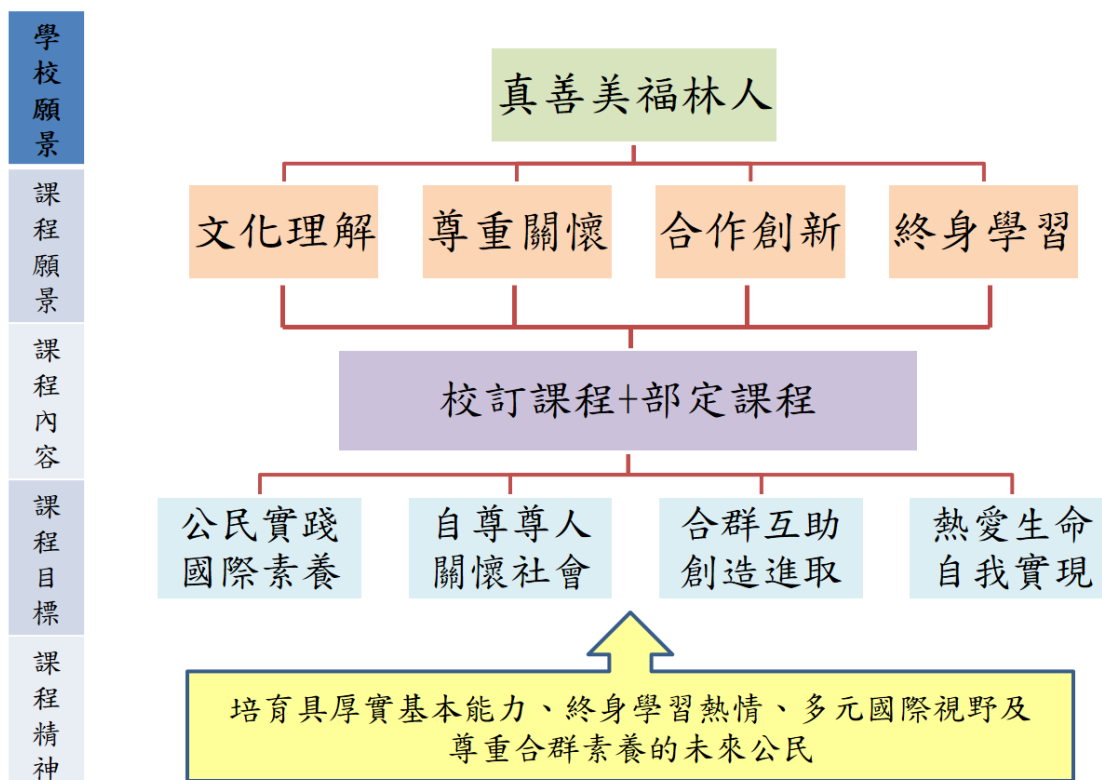 學校願景
真善美福林人
課程願景
文化理解
尊重關懷
合作創新
終身學習
課程內容
校訂課程+部定課程
課程目標
公民實踐
國際素養
自尊尊人
關懷社會
合群互助
創造進取
熱愛生命
自我實現
課程精神
培育具厚實基本能力、終身學習熱情、多元國際視野及
尊重合群素養的未來公民